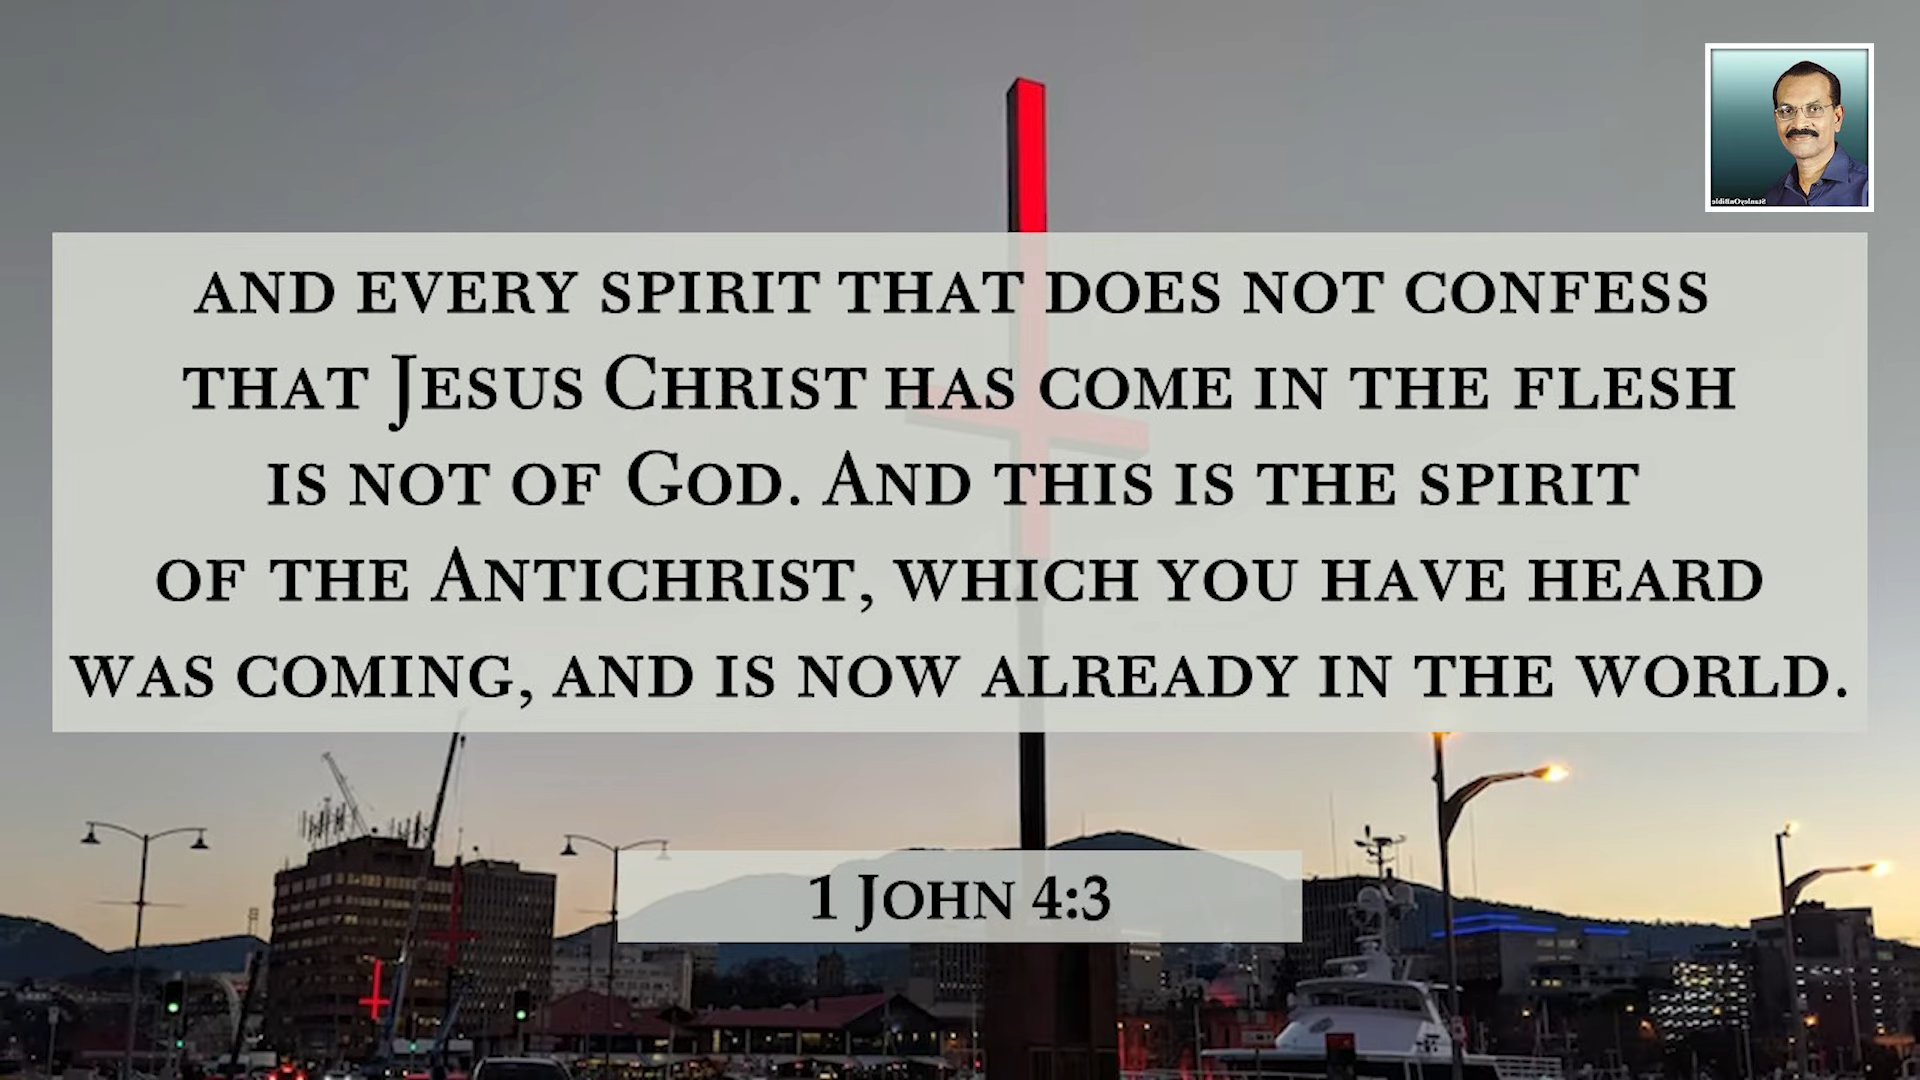 AND EVERY SPIRIT THAT DOES NOT CONFESS
THAT JESUS CHRIST HAS COME IN THE FLESH
IS NOT OF GOD. AND THIS IS THE SPIRIT
OF THE ANTICHRIST, WHICH YOU HAVE HEARD
WAS COMING, AND IS NOW ALREADY IN THE WORLD.
1 JOHN 4:3
StanleyOnBible